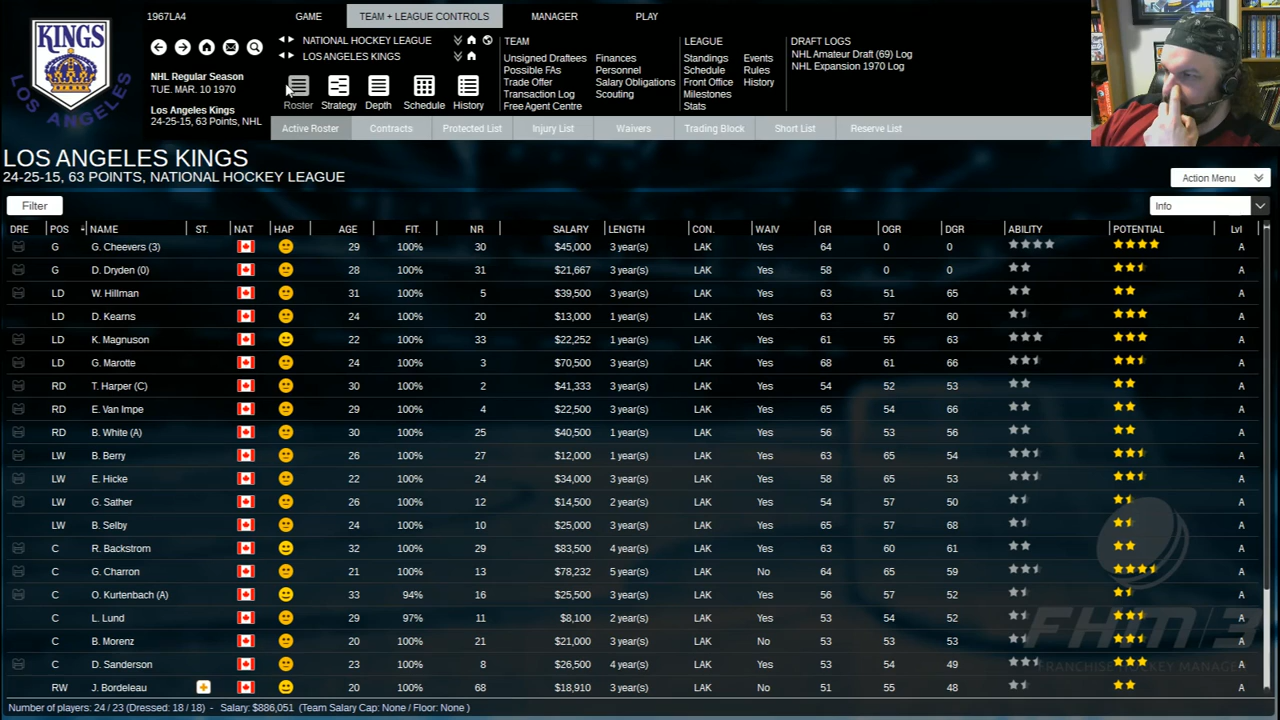 1967LA4
GAME
TEAM + LEAGUE CONTROLS
MANAGER
PLAY
KINGS
LOS ANGELES
NHL Regular Season
TUE. MAR. 10 1970
Los Angeles Kings
24-25-15, 63 Points, NHL
NATIONAL HOCKEY LEAGUE
LOS ANGELES KINGS
Roster Strategy Depth Schedule History
TEAM
Unsigned Draftees Finances
Possible FAs Personnel
Trade Offer Salary Obligations
Transaction Log Scouting
Free Agent Centre
LEAGUE
Standings Events
Schedule Rules
Front Office History
Milestones
Stats
DRAFT LOGS
NHL Amateur Draft (69) Log
NHL Expansion 1970 Log
Active Roster Contracts Protected List Injury List Waivers Trading Block Short List Reserve List
LOS ANGELES KINGS
24-25-15, 63 POINTS, NATIONAL HOCKEY LEAGUE
Action Menu
Filter
Info
DRE POS NAME ST. NAT HAP AGE FIT. NR SALARY LENGTH CON. WAIV GR OGR DGR ABILITY POTENTIAL Lvl
G G. Cheevers (3) 29 100% 30 $45,000 3 year(s) LAK Yes 64 0 0 A
G D. Dryden (0) 28 100% 31 $21,667 3 year(s) LAK Yes 58 0 0 A
LD W. Hillman 31 100% 5 $39,500 3 year(s) LAK Yes 63 51 65 A
LD D. Kearns 24 100% 20 $13,000 1 year(s) LAK Yes 63 57 60 A
LD K. Magnuson 22 100% 33 $22,252 1 year(s) LAK Yes 61 55 63 A
LD G. Marotte 24 100% 3 $70,500 3 year(s) LAK Yes 68 61 66 A
RD T. Harper (C) 30 100% 2 $41,333 3 year(s) LAK Yes 54 52 53 A
RD E. Van Impe 29 100% 4 $22,500 3 year(s) LAK Yes 65 54 66 A
RD B. White (A) 30 100% 25 $40,500 1 year(s) LAK Yes 56 53 56 A
LW B. Berry 26 100% 27 $12,000 1 year(s) LAK Yes 63 65 54 A
LW E. Hicke 22 100% 24 $34,000 3 year(s) LAK Yes 58 65 53 A
LW G. Sather 26 100% 12 $14,500 2 year(s) LAK Yes 54 57 50 A
LW B. Selby 24 100% 10 $25,000 3 year(s) LAK Yes 65 57 68 A
C R. Backstrom 32 100% 29 $83,500 4 year(s) LAK Yes 63 60 61 A
C G. Charron 21 100% 13 $78,232 5 year(s) LAK No 64 65 59 A
C O. Kurtenbach (A) 33 94% 16 $25,500 3 year(s) LAK Yes 56 57 52 A
C L. Lund 29 97% 11 $8,100 2 year(s) LAK Yes 53 54 52 A
C B. Morenz 20 100% 21 $21,000 3 year(s) LAK No 53 53 53 A
C D. Sanderson 23 100% 8 $26,500 4 year(s) LAK Yes 53 54 49 A
RW J. Bordeleau 20 100% 68 $18,910 3 year(s) LAK No 51 55 48 A
FHM|3
FRANCHISE HOCKEY MANAGER
Number of players: 24 / 23 (Dressed: 18 / 18) - Salary: $886,051 (Team Salary Cap: None / Floor: None )